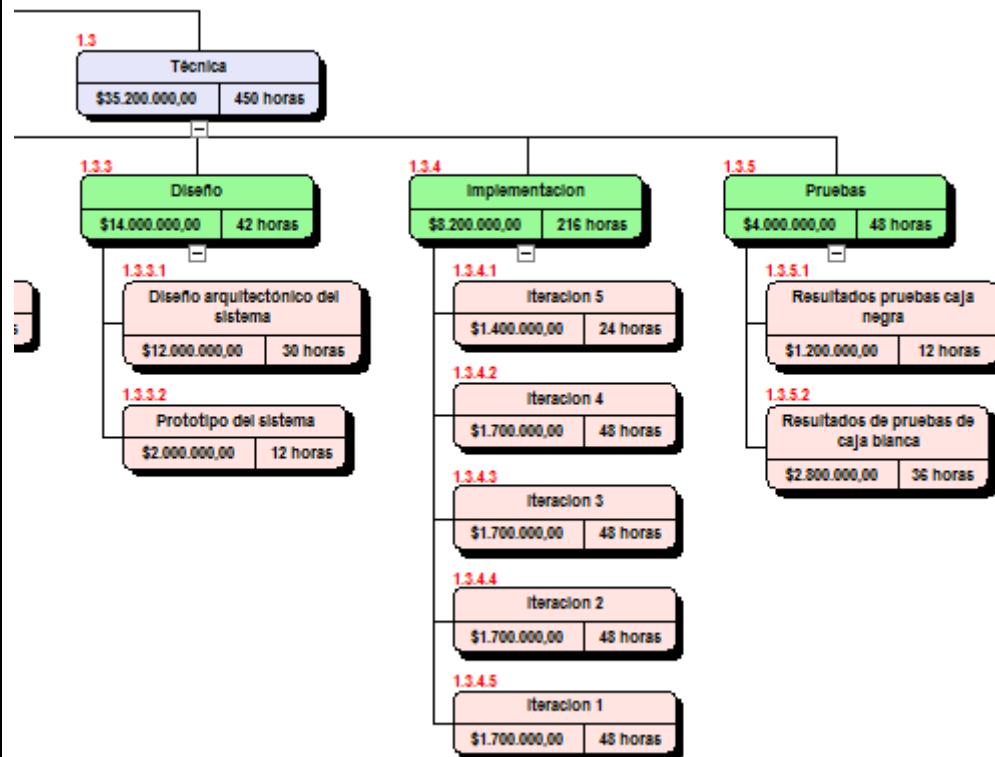 1.3
Técnica
$35.200.000,00 450 horas
1.3.3
Diseño
$14.000.000,00 42 horas
1.3.3.1
Diseño arquitectónico del
sistema
$12.000.000,00 30 horas
1.3.3.2
Prototipo del sistema
$2.000.000,00 12 horas
1.3.4
Implementacion
$8.200.000,00 216 horas
1.3.4.1
Iteracion 5
$1.400.000,00 24 horas
1.3.4.2
Iteracion 4
$1.700.000,00 48 horas
1.3.4.3
Iteracion 3
$1.700.000,00 48 horas
1.3.4.4
Iteracion 2
$1.700.000,00 48 horas
1.3.4.5
Iteracion 1
$1.700.000,00 48 horas
1.3.5
Pruebas
$4.000.000,00 48 horas
1.3.5.1
Resultados pruebas caja
negra
$1.200.000,00 12 horas
1.3.5.2
Resultados de pruebas de
caja blanca
$2.800.000,00 36 horas